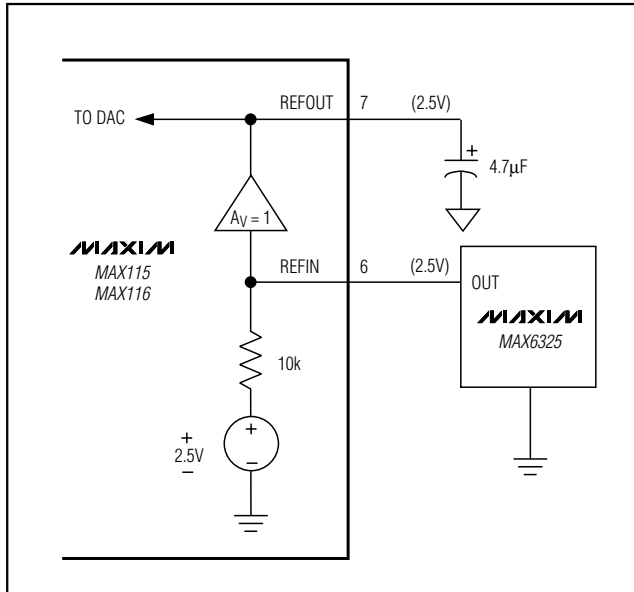 REFOUT 7 (2.5V)
TO DAC
+
4.7µF
AV = 1
MAXIM
MAX115
MAX116
REFIN 6 (2.5V)
OUT
MAXIM
MAX6325
10k
+
2.5V
−
+
−